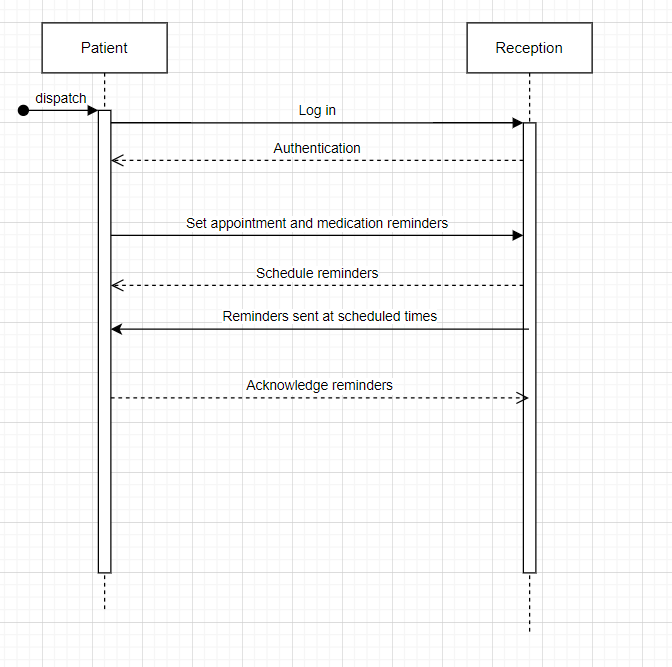 Patient
Reception
dispatch
Log in
Authentication
Set appointment and medication reminders
Schedule reminders
Reminders sent at scheduled times
Acknowledge reminders